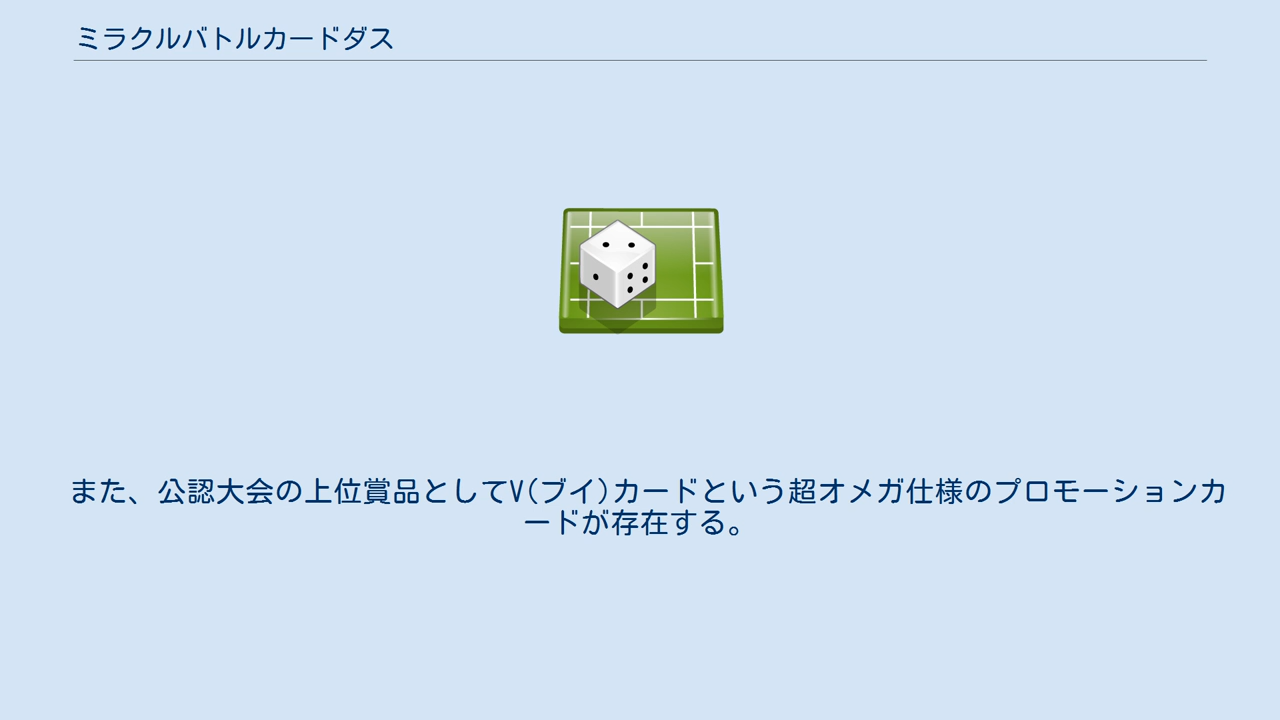 ミラクルバトルカードダス
また、公認大会の上位賞品としてV(ブイ)カードという超オメガ仕様のプロモーションカ
ードが存在する。